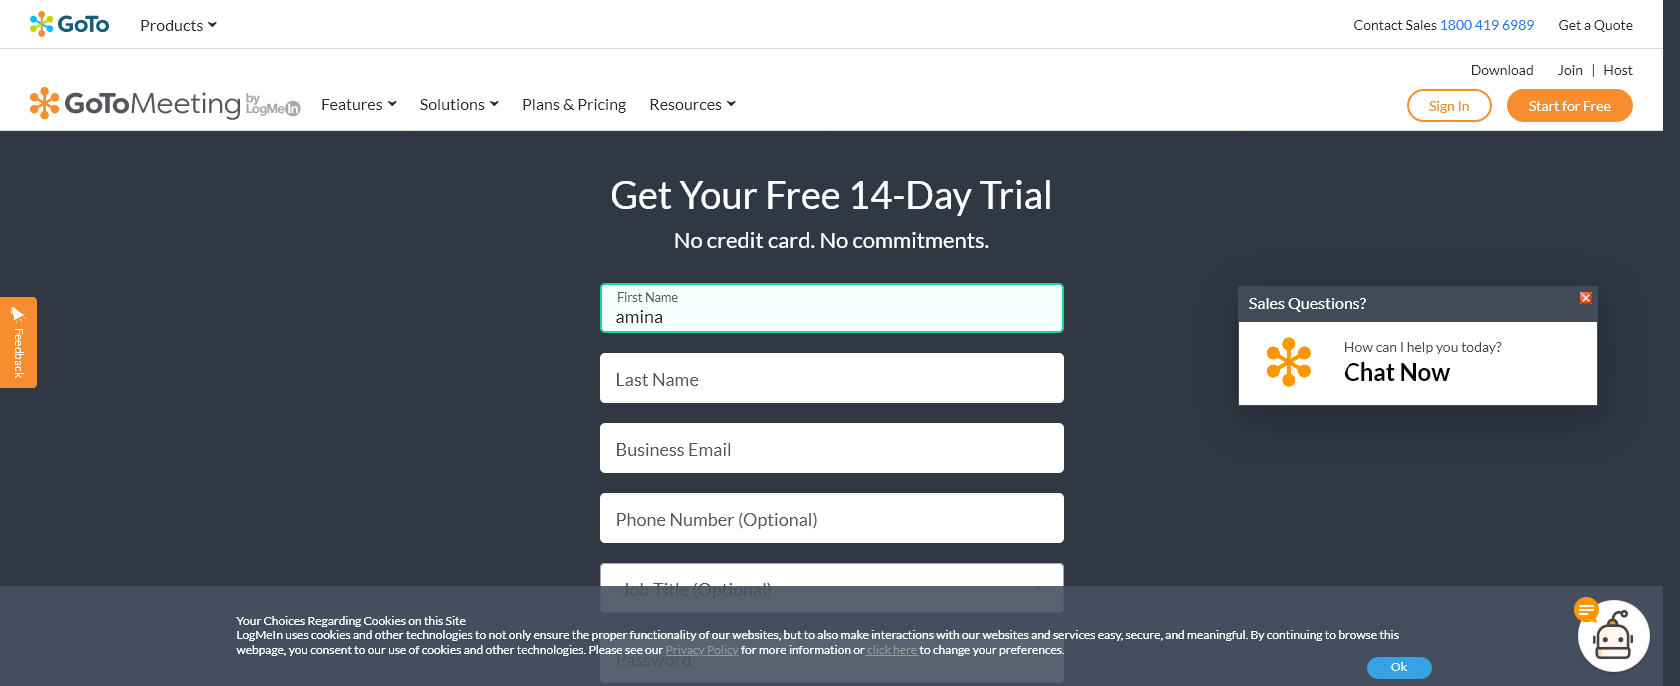 GoTo
Products
Contact Sales 1800 419 6989
Get a Quote
Download
Join | Host
GoToMeeting by LogMeIn
Features
Solutions
Plans & Pricing
Resources
Sign In
Start for Free
Get Your Free 14-Day Trial
No credit card. No commitments.
First Name
amina
Last Name
Business Email
Phone Number (Optional)
Job Title (Optional)
Password
Feedback
Sales Questions?
How can I help you today?
Chat Now
Your Choices Regarding Cookies on this Site
LogMeIn uses cookies and other technologies to not only ensure the proper functionality of our websites, but to also make interactions with our websites and services easy, secure, and meaningful. By continuing to browse this
webpage, you consent to our use of cookies and other technologies. Please see our Privacy Policy for more information or click here to change your preferences.
Ok